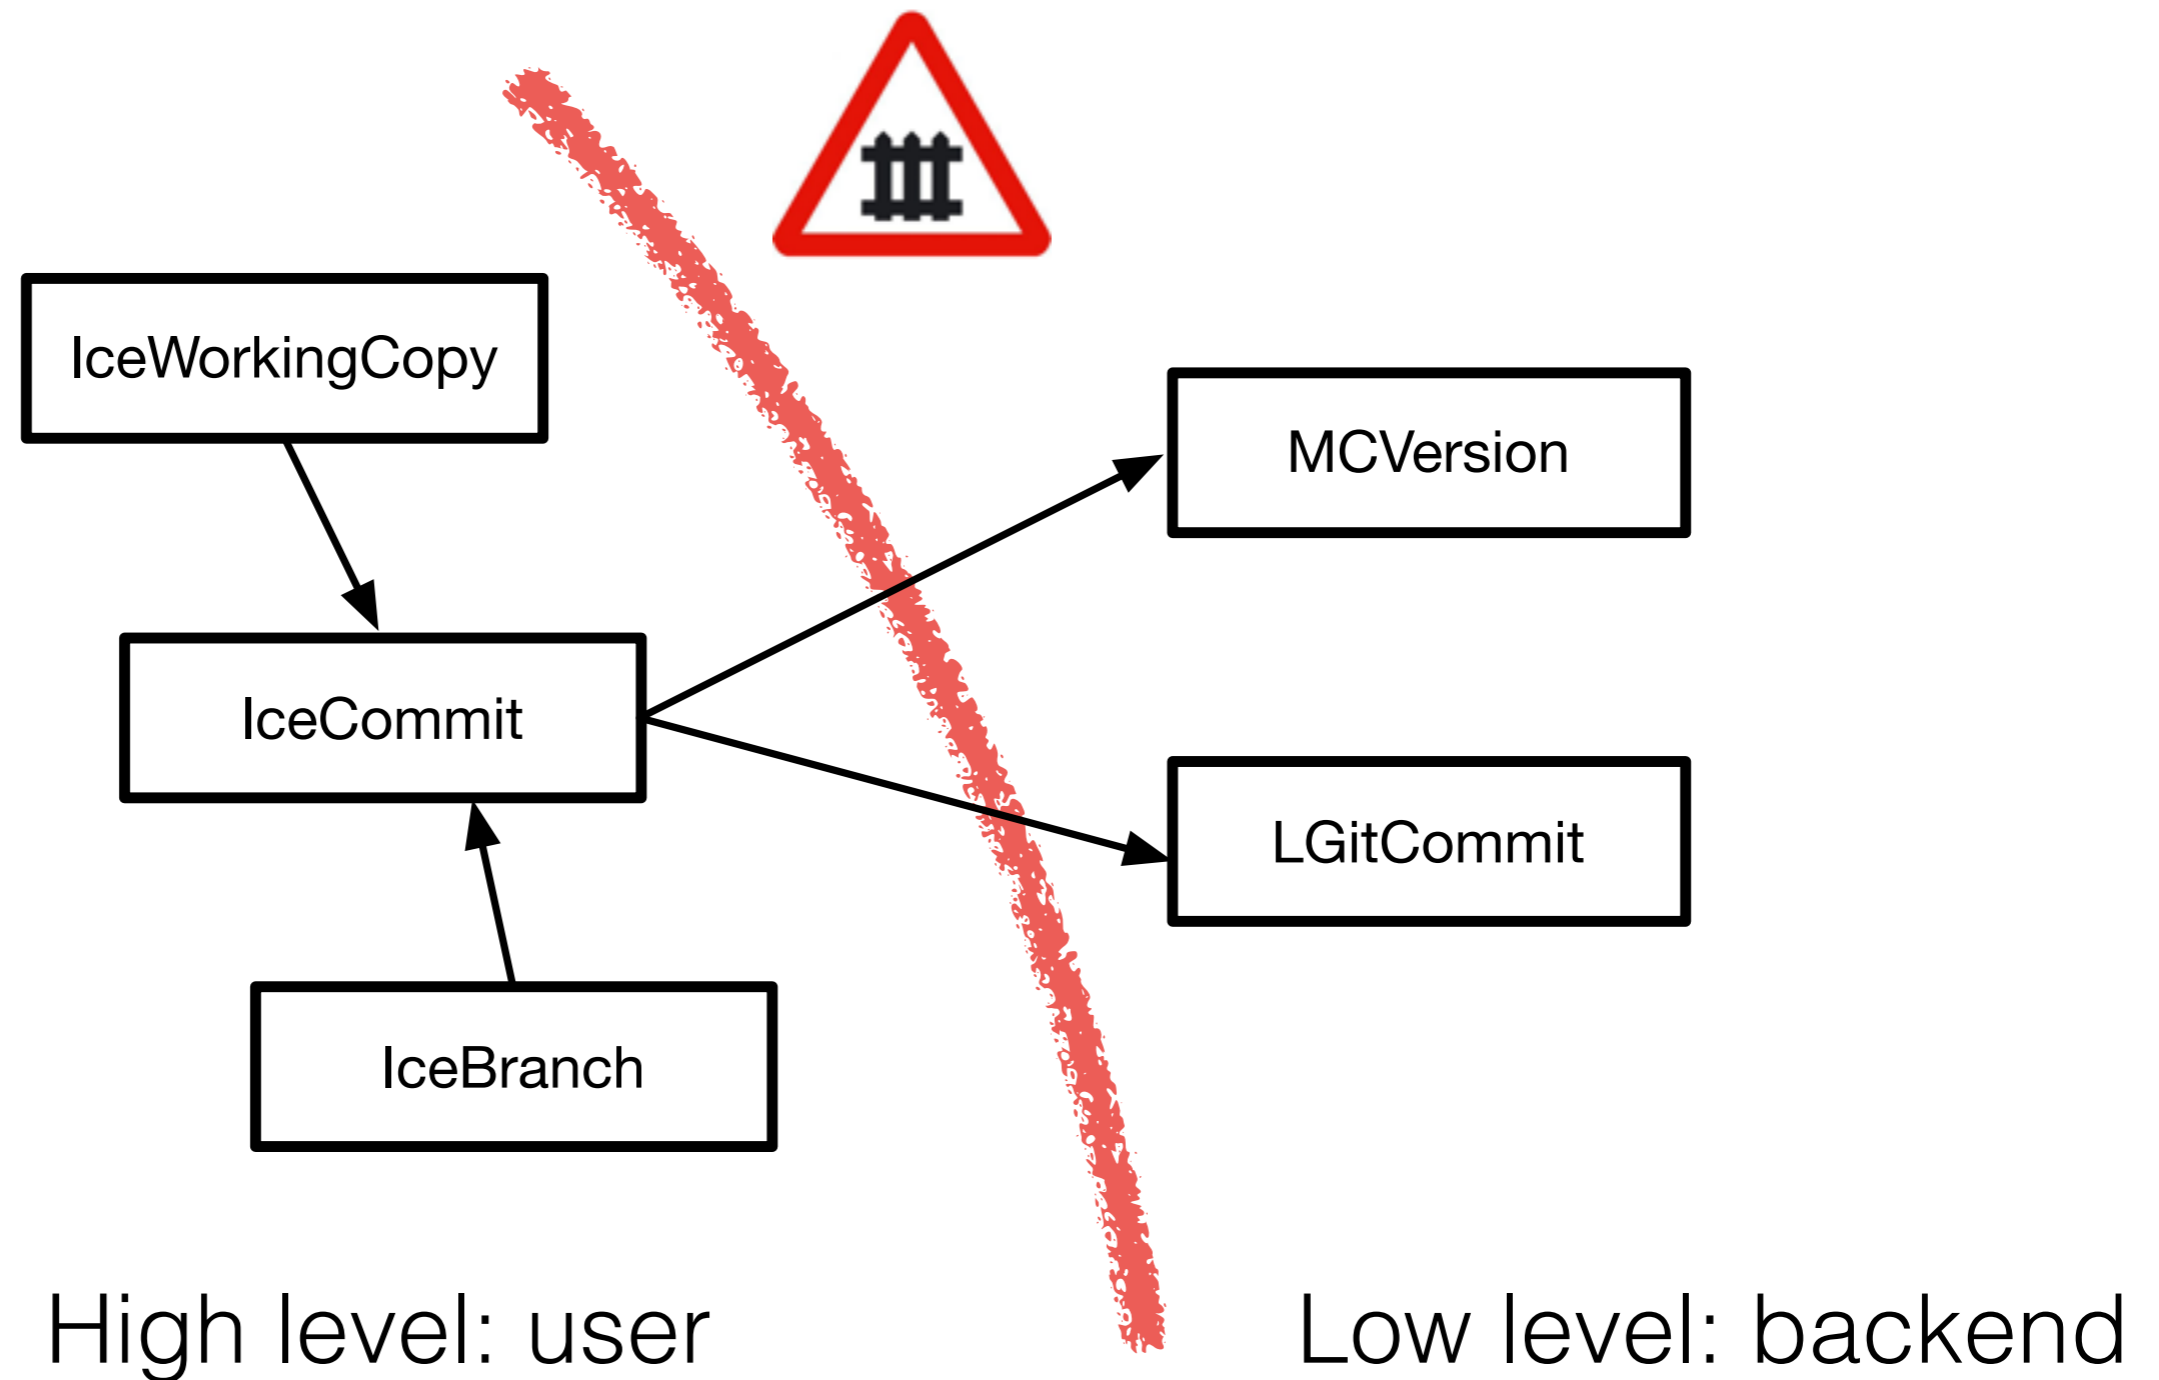 IceWorkingCopy
MCVersion
IceCommit
LGitCommit
IceBranch
High level: user
Low level: backend